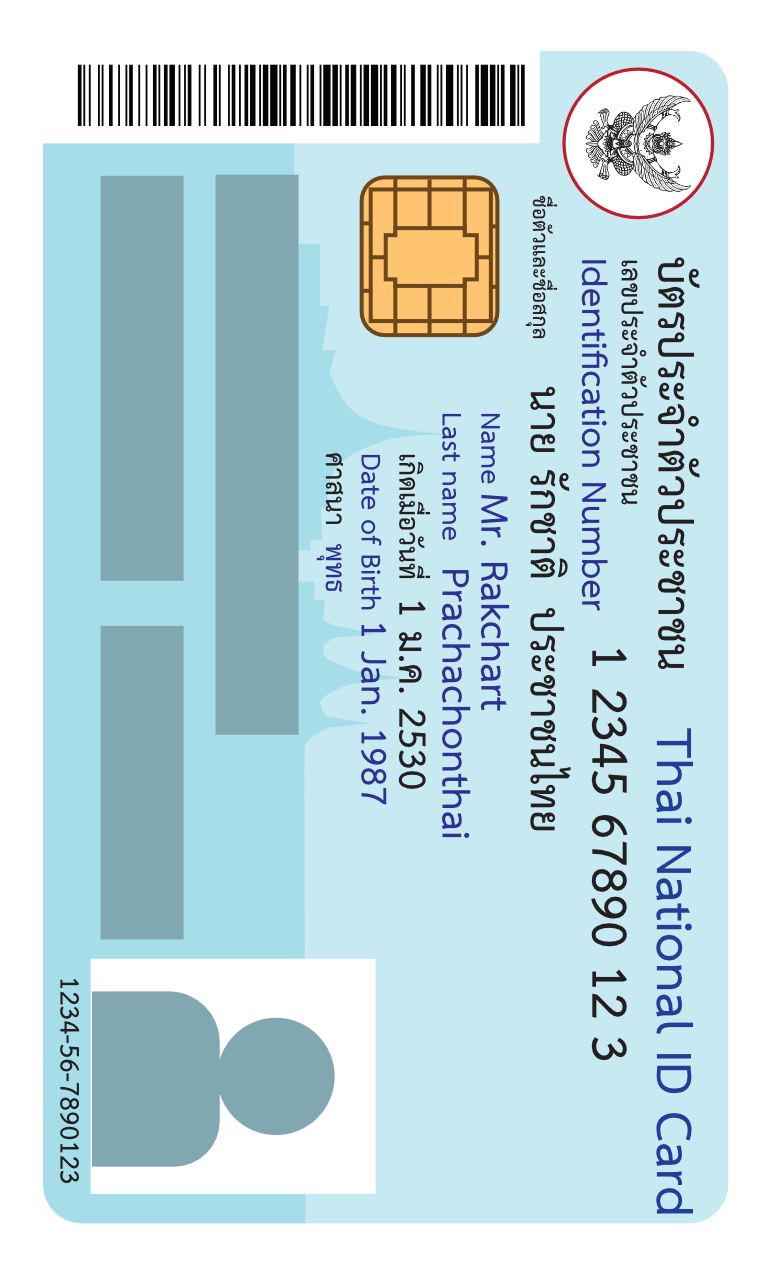 บัตรประจำตัวประชาชน Thai National ID Card
เลขประจำตัวประชาชน
Identification Number 1 2345 67890 12 3
ชื่อตัวและชื่อสกุล นาย รักชาติ ประชาชนไทย
Name Mr. Rakchart
Last name Prachachonthai
เกิดเมื่อวันที่ 1 ม.ค. 2530
Date of Birth 1 Jan. 1987
ศาสนา พุทธ
1234-56-7890123